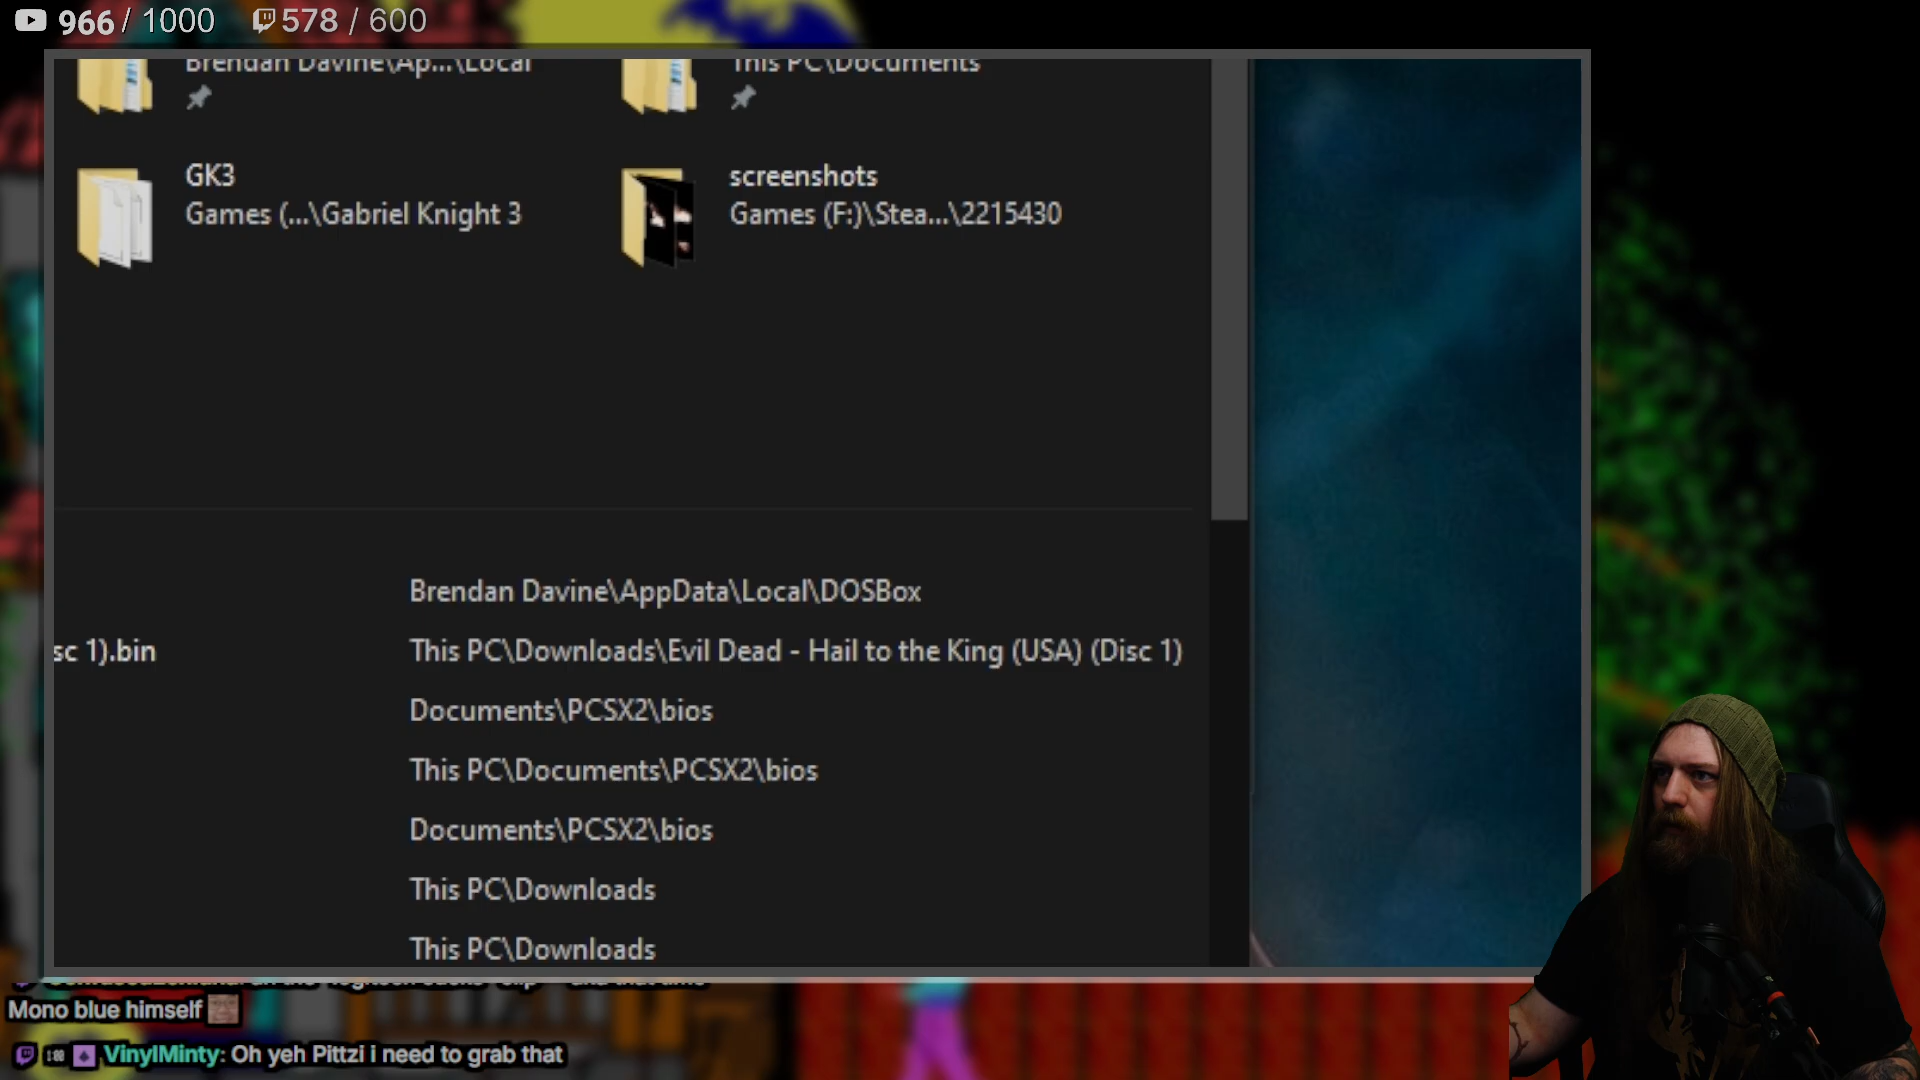 966 / 1000 578 / 600
Brendan Davine\Ap...\Local
This PC\Documents
GK3
Games (...\Gabriel Knight 3
screenshots
Games (F:)\Stea...\2215430
Brendan Davine\AppData\Local\DOSBox
sc 1).bin This PC\Downloads\Evil Dead - Hail to the King (USA) (Disc 1)
Documents\PCSX2\bios
This PC\Documents\PCSX2\bios
Documents\PCSX2\bios
This PC\Downloads
This PC\Downloads
Mono blue himself
VinylMinty: Oh yeh Pittzi i need to grab that